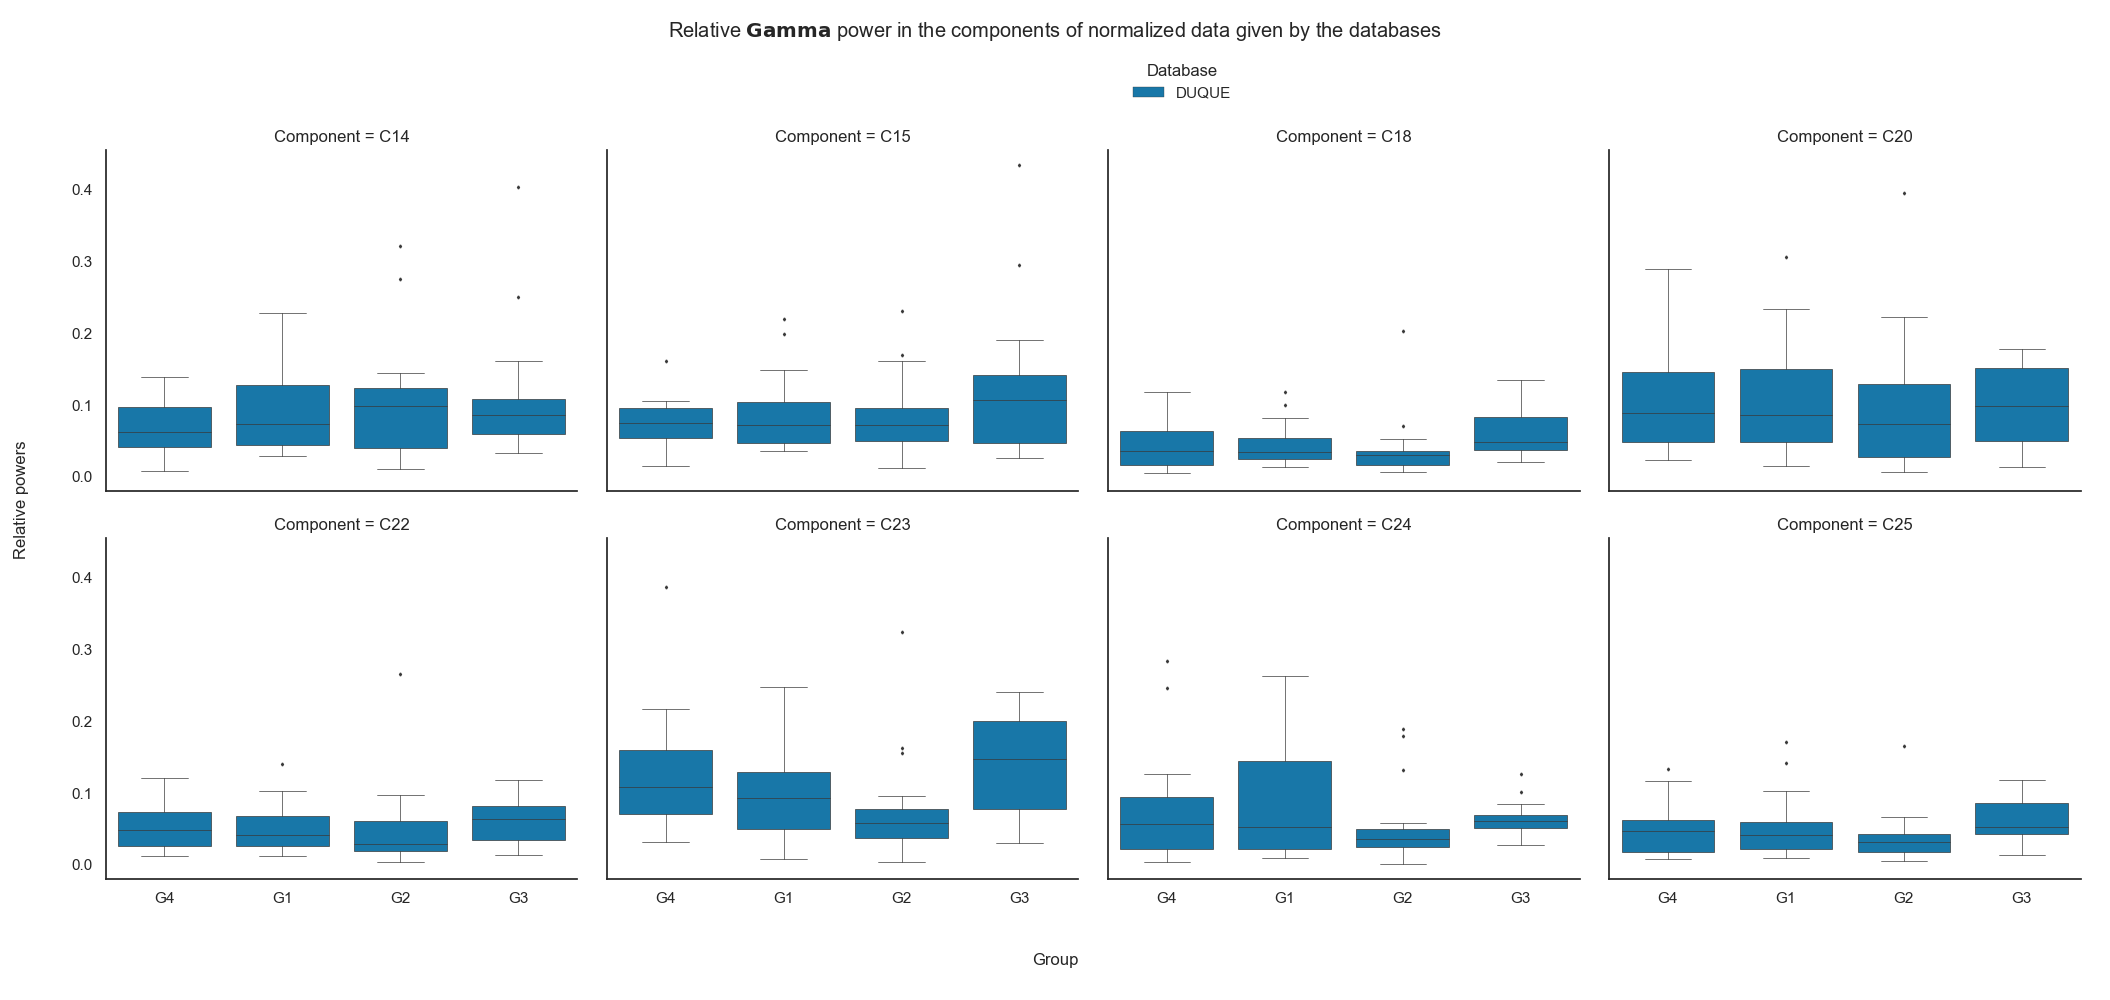 Relative Gamma power in the components of normalized data given by the databases
Database
DUQUE
Component = C14
Component = C15
Component = C18
Component = C20
0.4
0.3
0.2
0.1
0.0
Component = C22
Component = C23
Component = C24
Component = C25
0.4
0.3
0.2
0.1
0.0
Relative powers
G4 G1 G2 G3
G4 G1 G2 G3
G4 G1 G2 G3
G4 G1 G2 G3
Group